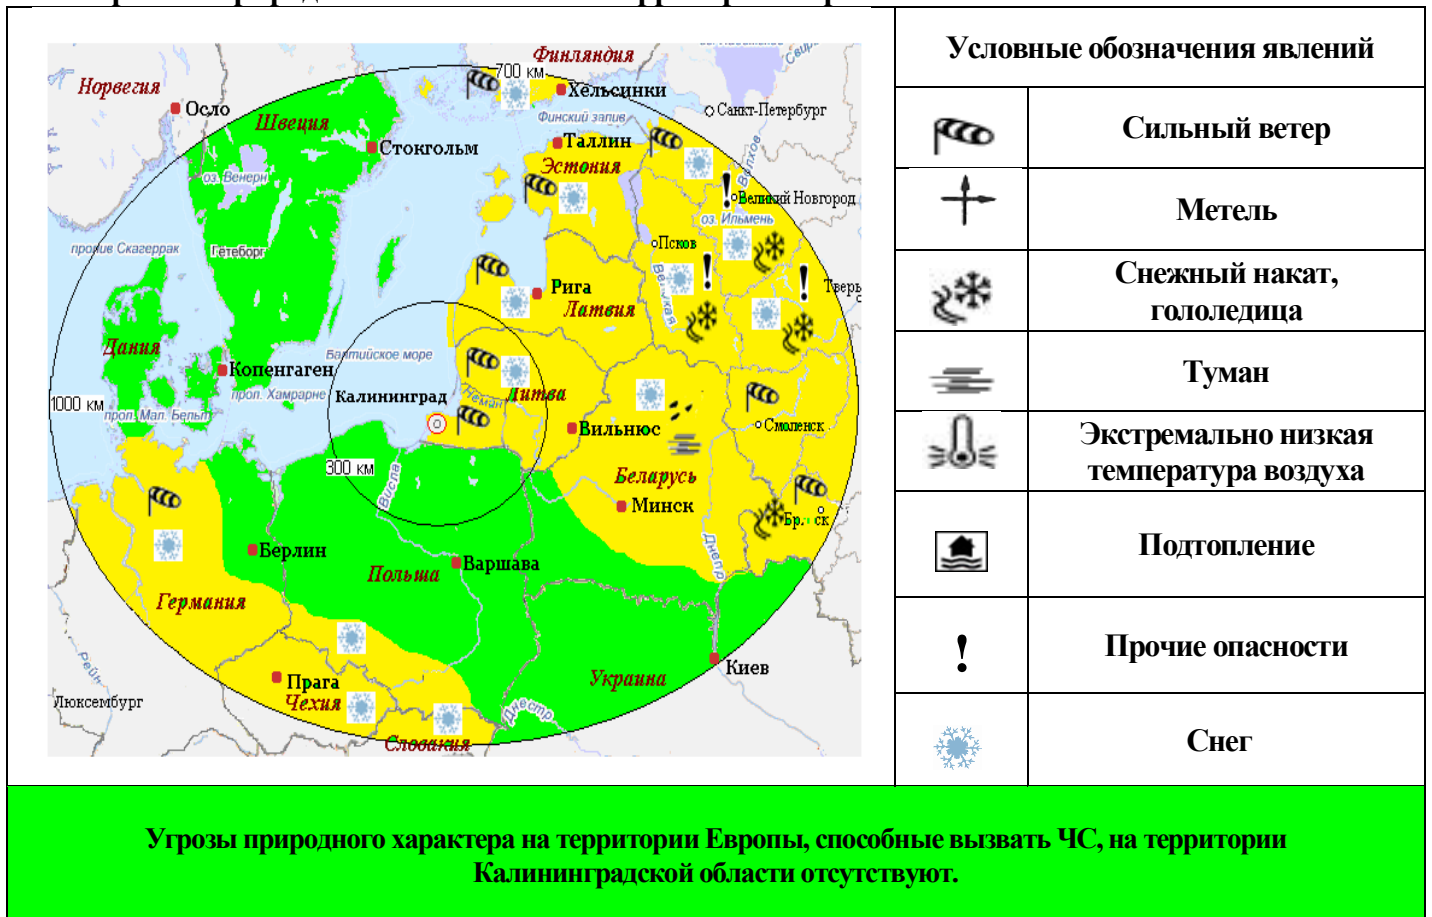 Условные обозначения явлений
Сильный ветер
Метель
Снежный накат,
гололедица
Туман
Экстремально низкая
температура воздуха
Подтопление
!
Прочие опасности
Снег
Финляндия
700 км
Норвегия
Хельсинки
Осло
Санкт-Петербург
Финский залив
Швеция
Стокгольм
Таллин
Эстония
Волхов
оз. Венерн
Великий Новгород
оз. Ильмень
пролив Скагеррак
Гётеборг
Псков
Великая
Рига
Тверь
Латвия
Дания
Балтийское море
Копенгаген
1000 км
прол. Хамрарне
Калининград
Неман
Литва
прол. Мал. Бельт
Вильнюс
Смоленск
300 км
Висла
Беларусь
Минск
Днепр
Берлин
Варшава
Польша
Германия
Рейн
Киев
Украина
Прага
Чехия
Люксембург
Днестр
Словакия
Угрозы природного характера на территории Европы, способные вызвать ЧС, на территории
Калининградской области отсутствуют.